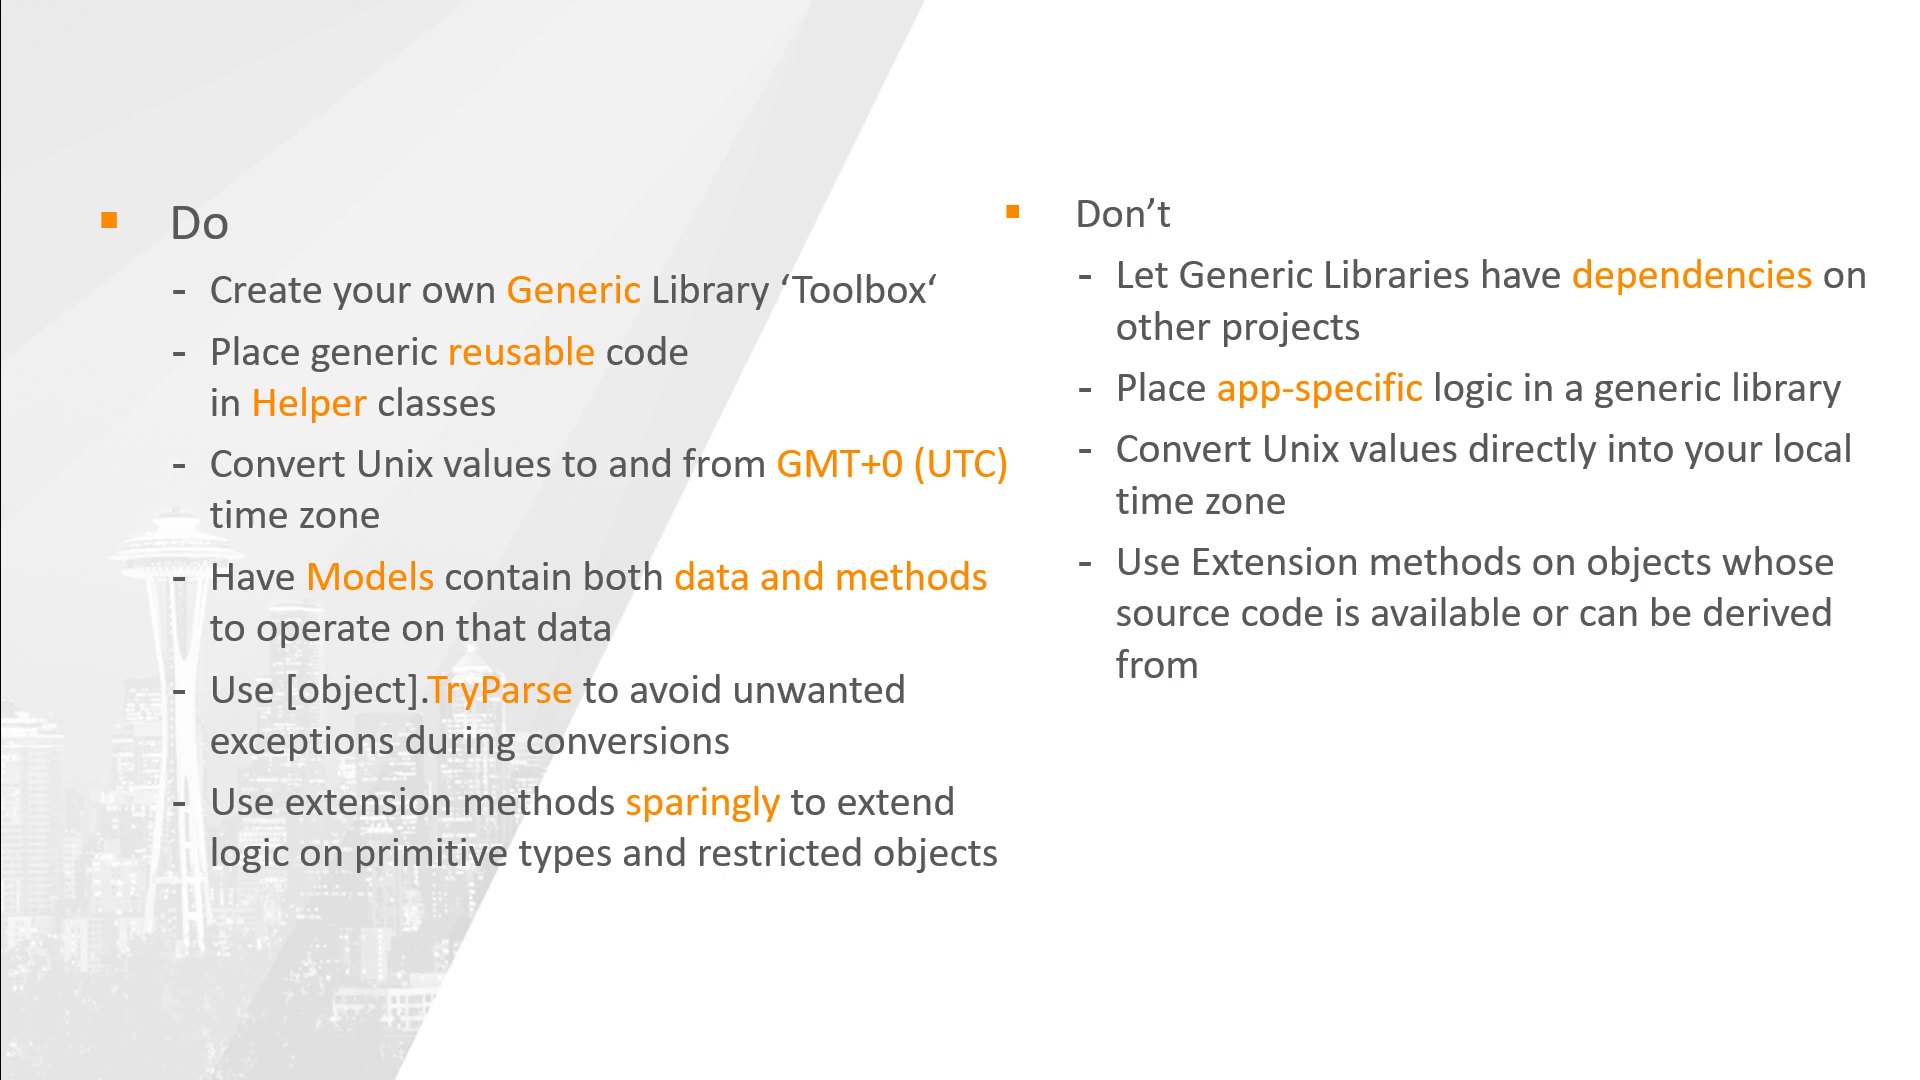 Do
- Create your own Generic Library ‘Toolbox‘
- Place generic reusable code
in Helper classes
- Convert Unix values to and from GMT+0 (UTC)
time zone
- Have Models contain both data and methods
to operate on that data
- Use [object].TryParse to avoid unwanted
exceptions during conversions
- Use extension methods sparingly to extend
logic on primitive types and restricted objects
Don’t
- Let Generic Libraries have dependencies on
other projects
- Place app-specific logic in a generic library
- Convert Unix values directly into your local
time zone
- Use Extension methods on objects whose
source code is available or can be derived
from